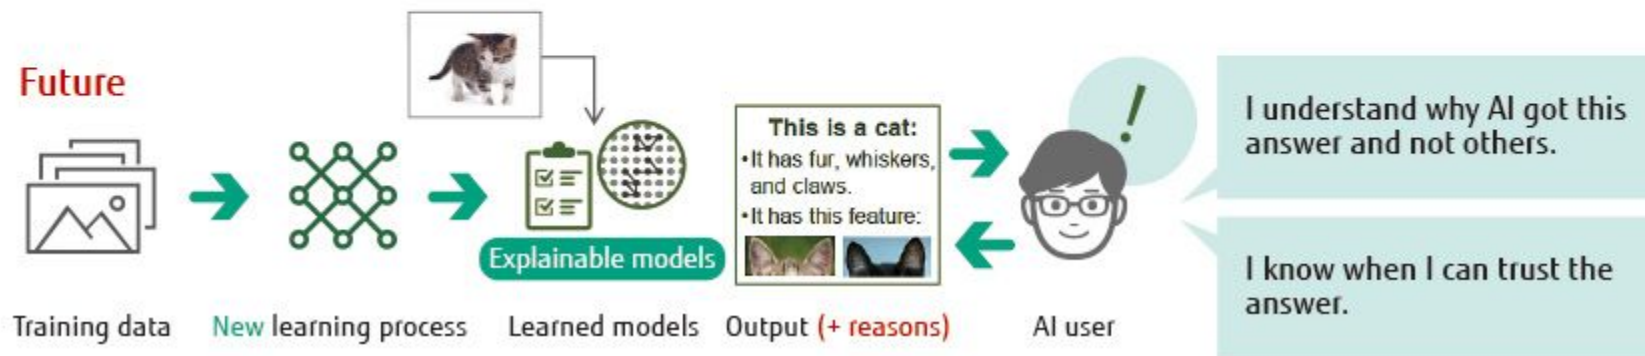 Future
This is a cat:
•It has fur, whiskers,
and claws.
•It has this feature:
Explainable models
!
I understand why AI got this
answer and not others.
I know when I can trust the
answer.
Training data
New learning process
Learned models
Output (+ reasons)
AI user